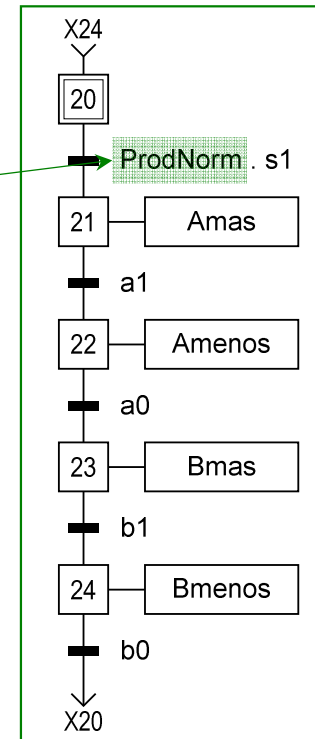 X24
20
ProdNorm . s1
21 Amas
a1
22 Amenos
a0
23 Bmas
b1
24 Bmenos
b0
X20